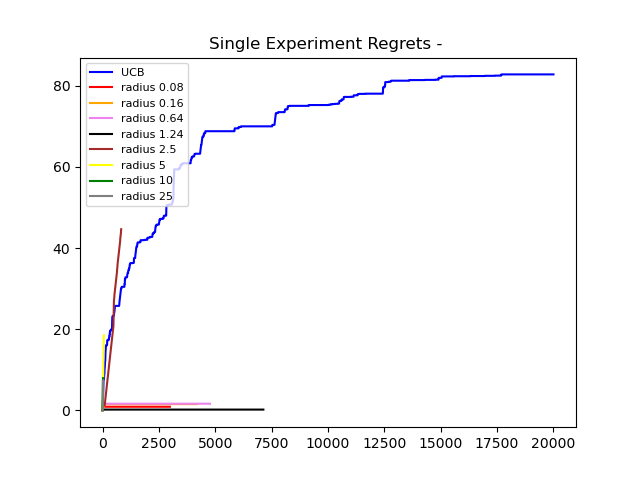 Single Experiment Regrets -
UCB
radius 0.08
radius 0.16
radius 0.64
radius 1.24
radius 2.5
radius 5
radius 10
radius 25
80
60
40
20
0
0 2500 5000 7500 10000 12500 15000 17500 20000